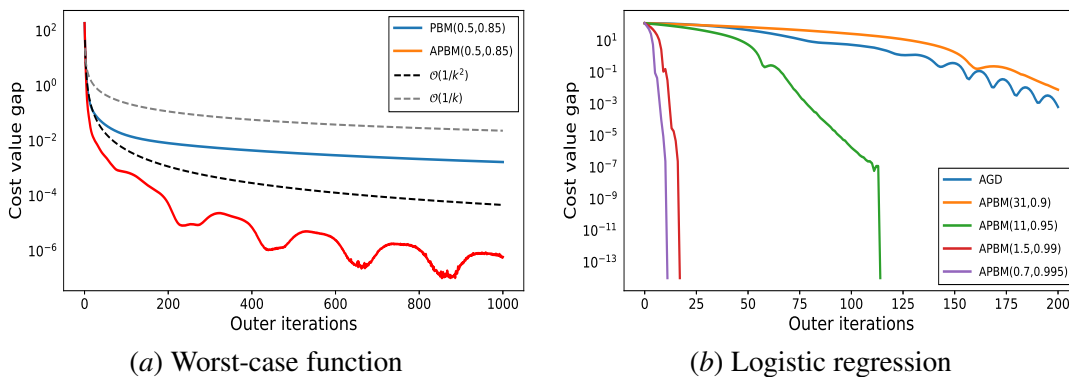 10^2
10^0
10^-2
10^-4
10^-6
Cost value gap
PBM(0.5,0.85)
APBM(0.5,0.85)
O(1/k^2)
O(1/k)
0 200 400 600 800 1000
Outer iterations
(a) Worst-case function
10^1
10^-1
10^-3
10^-5
10^-7
10^-9
10^-11
10^-13
Cost value gap
AGD
APBM(31,0.9)
APBM(11,0.95)
APBM(1.5,0.99)
APBM(0.7,0.995)
0 25 50 75 100 125 150 175 200
Outer iterations
(b) Logistic regression